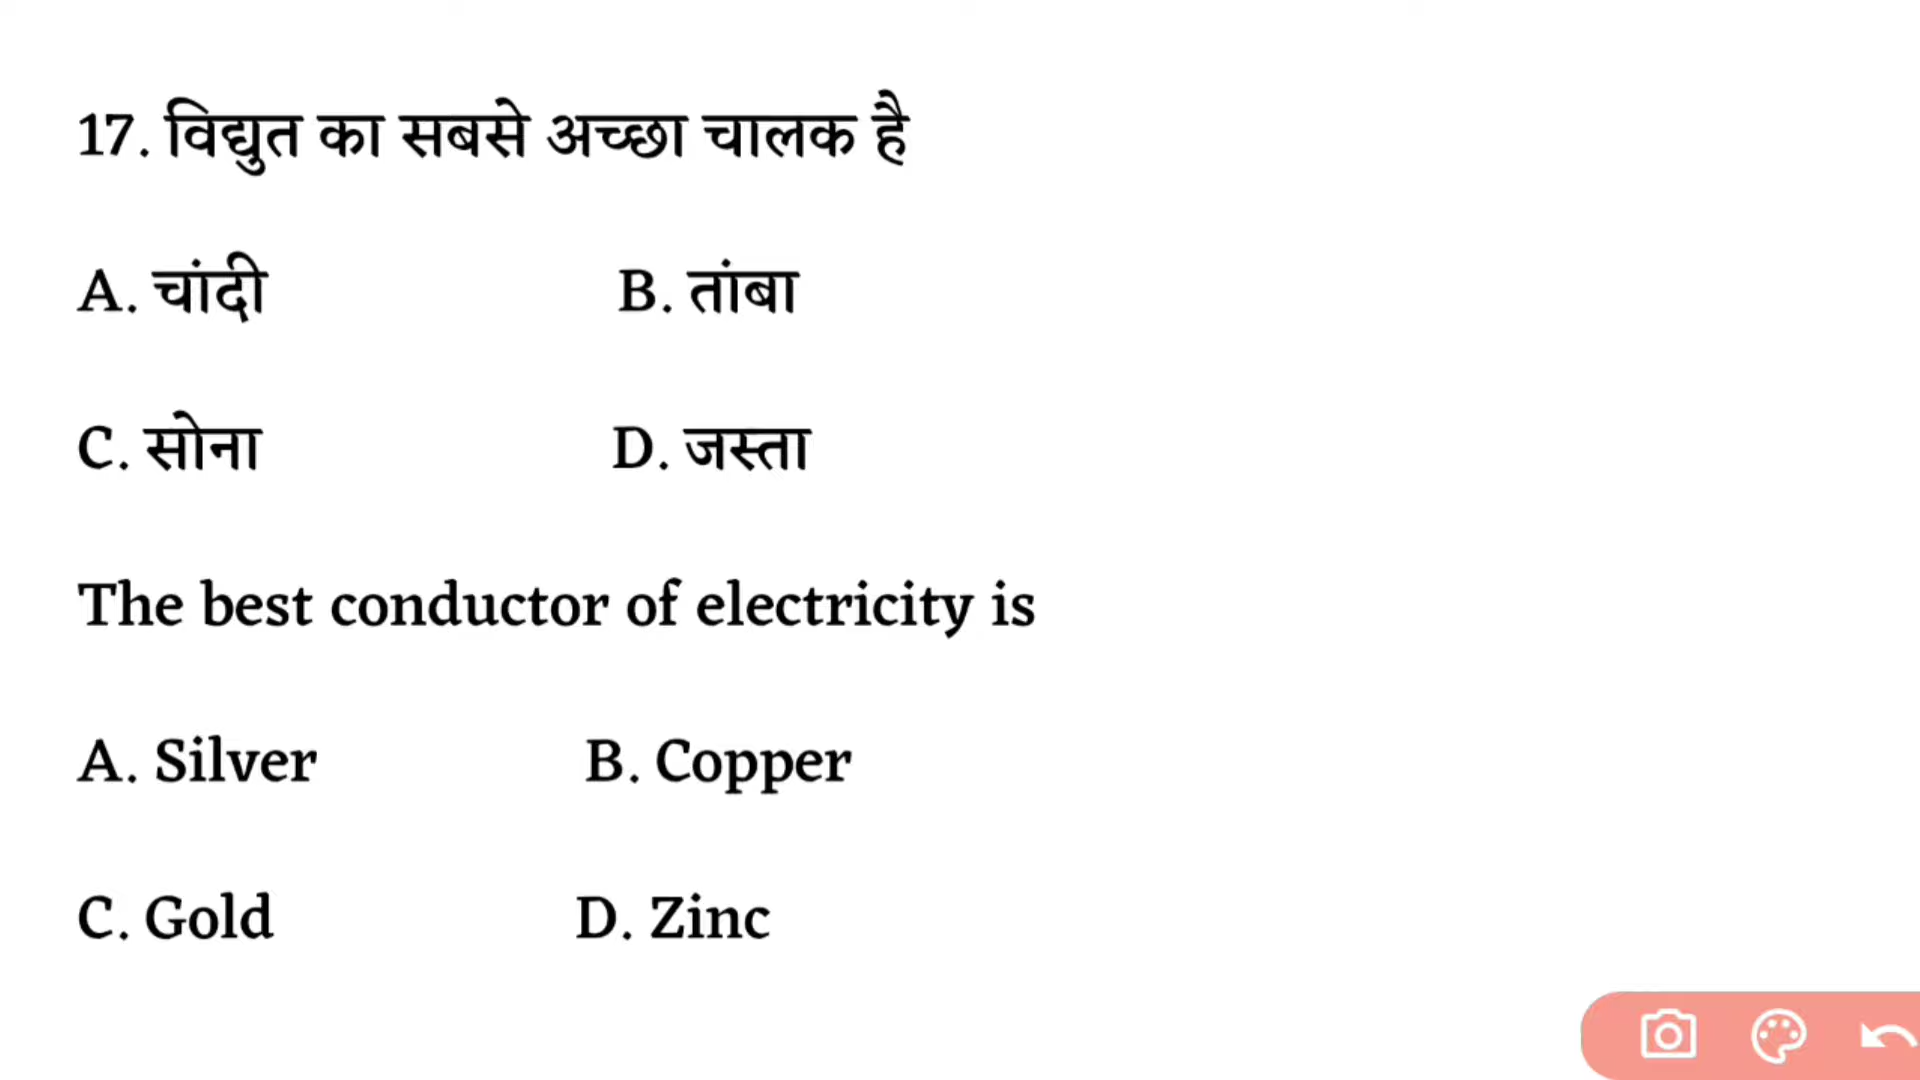 17. विद्युत का सबसे अच्छा चालक है
A. चांदी B. तांबा
C. सोना D. जस्ता
The best conductor of electricity is
A. Silver B. Copper
C. Gold D. Zinc